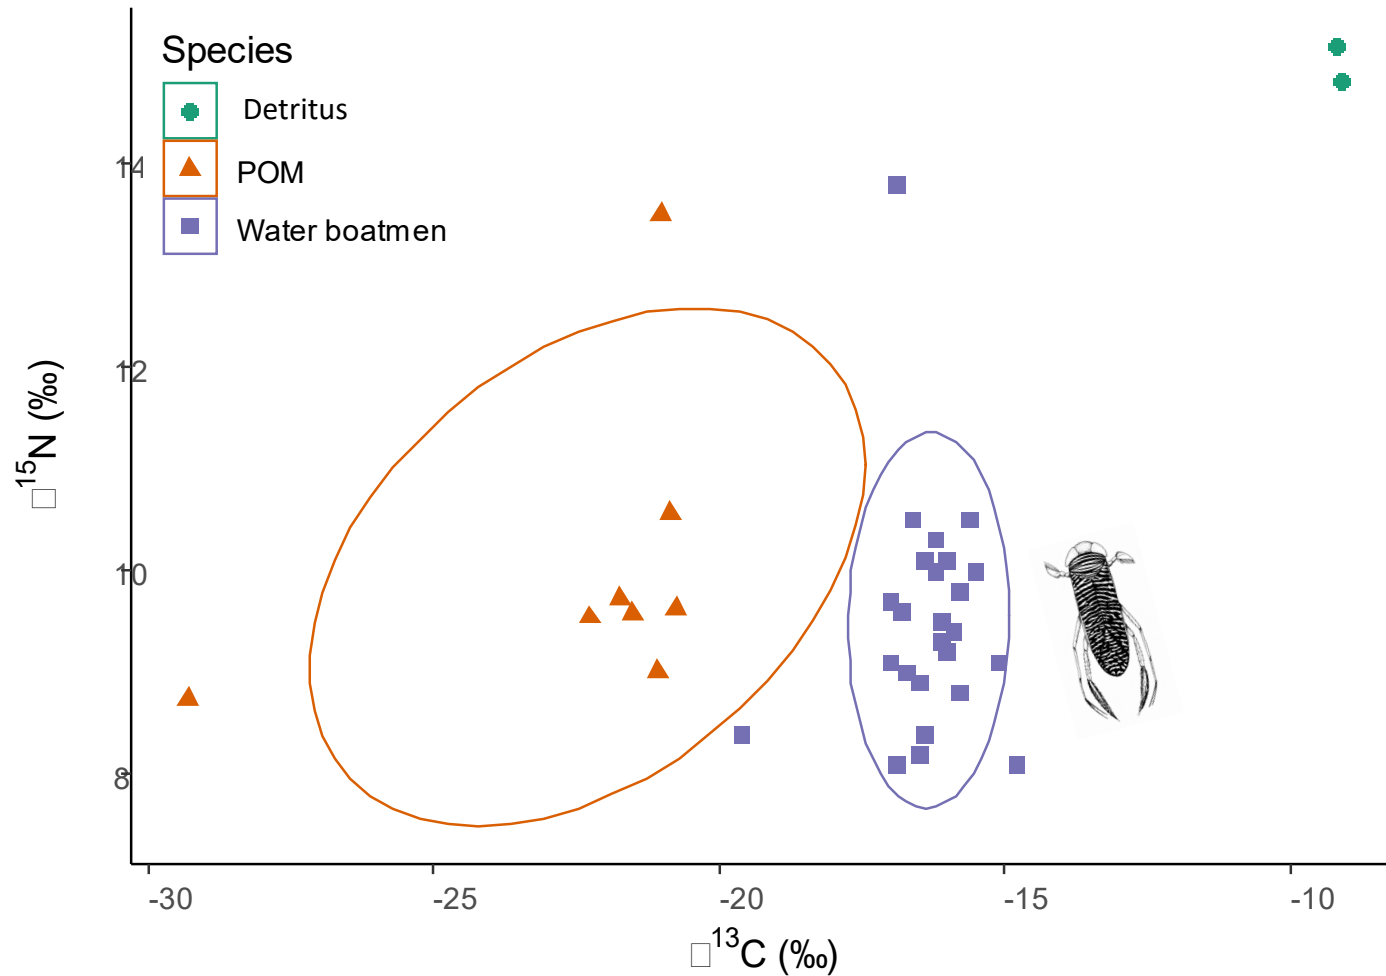 Species
Detritus
POM
Water boatmen
14
12
10
8
□¹⁵N (‰)
-30 -25 -20 -15 -10
□¹³C (‰)